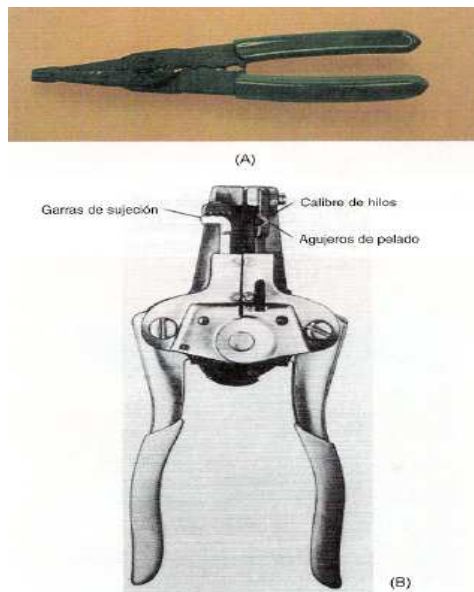 (A)
Garras de sujeción
Calibre de hilos
Agujeros de pelado
(B)